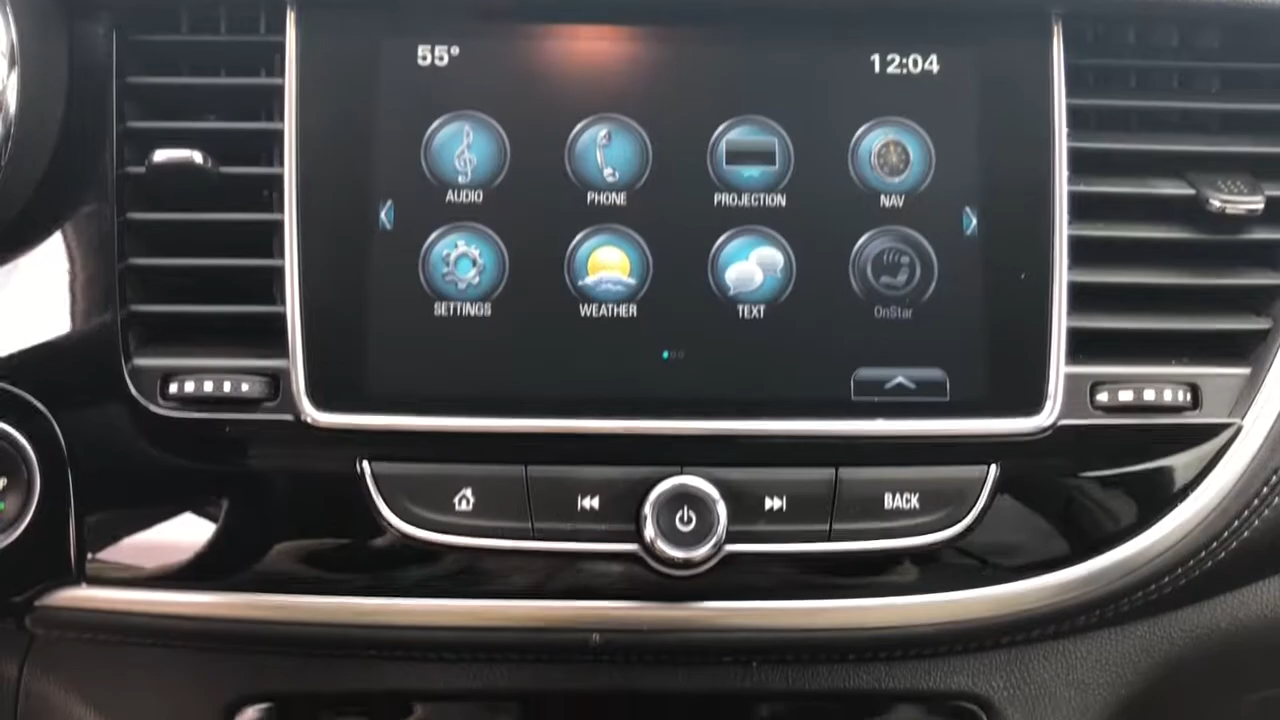 55°
12:04
AUDIO
PHONE
PROJECTION
NAV
SETTINGS
WEATHER
TEXT
OnStar
BACK